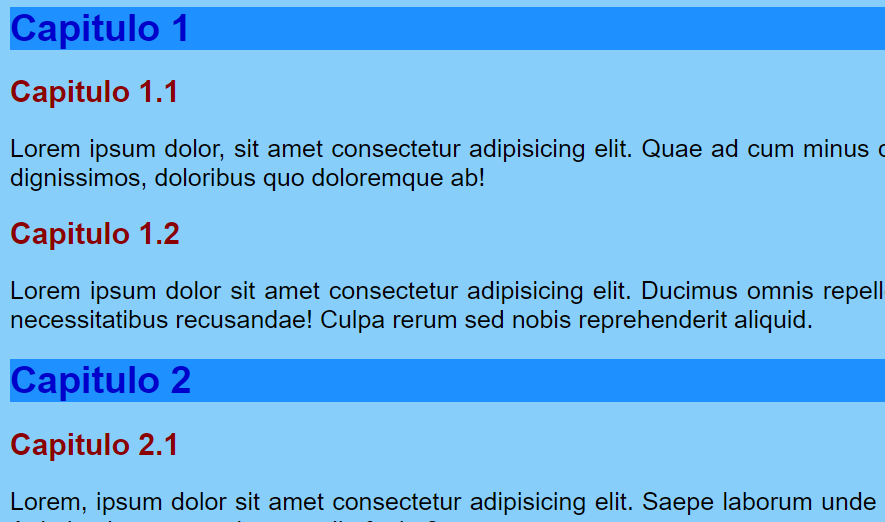 Capitulo 1
Capitulo 1.1
Lorem ipsum dolor, sit amet consectetur adipisicing elit. Quae ad cum minus
dignissimos, doloribus quo doloremque ab!
Capitulo 1.2
Lorem ipsum dolor sit amet consectetur adipisicing elit. Ducimus omnis repell
necessitatibus recusandae! Culpa rerum sed nobis reprehenderit aliquid.
Capitulo 2
Capitulo 2.1
Lorem, ipsum dolor sit amet consectetur adipisicing elit. Saepe laborum unde